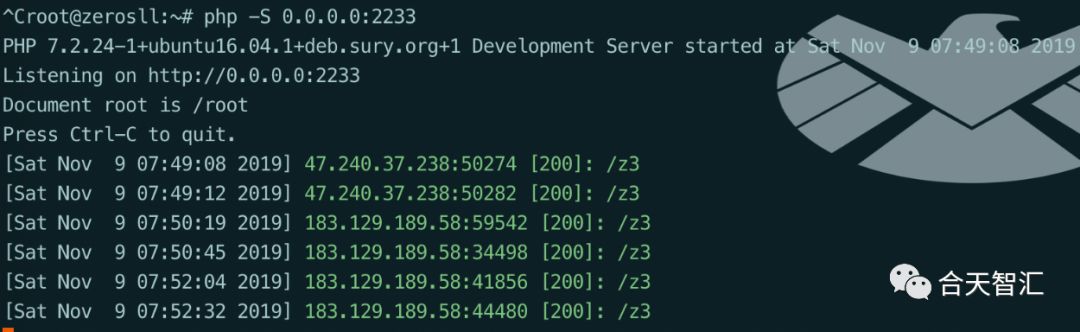 ^Croot@zerosll:~# php -S 0.0.0.0:2233
PHP 7.2.24-1+ubuntu16.04.1+deb.sury.org+1 Development Server started at Sat Nov  9 07:49:08 2019
Listening on http://0.0.0.0:2233
Document root is /root
Press Ctrl-C to quit.
[Sat Nov  9 07:49:08 2019] 47.240.37.238:50274 [200]: /z3
[Sat Nov  9 07:49:12 2019] 47.240.37.238:50282 [200]: /z3
[Sat Nov  9 07:50:19 2019] 183.129.189.58:59542 [200]: /z3
[Sat Nov  9 07:50:45 2019] 183.129.189.58:34498 [200]: /z3
[Sat Nov  9 07:52:04 2019] 183.129.189.58:41856 [200]: /z3
[Sat Nov  9 07:52:32 2019] 183.129.189.58:44480 [200]: /z3
合天智汇